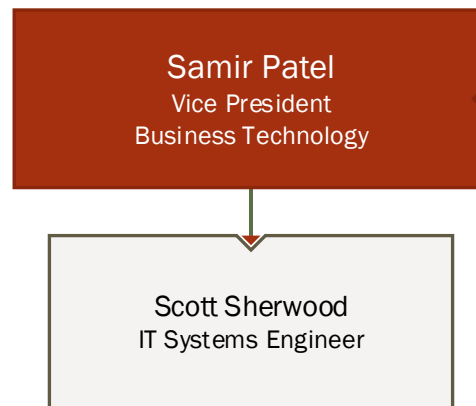 Samir Patel
Vice President
Business Technology
Scott Sherwood
IT Systems Engineer